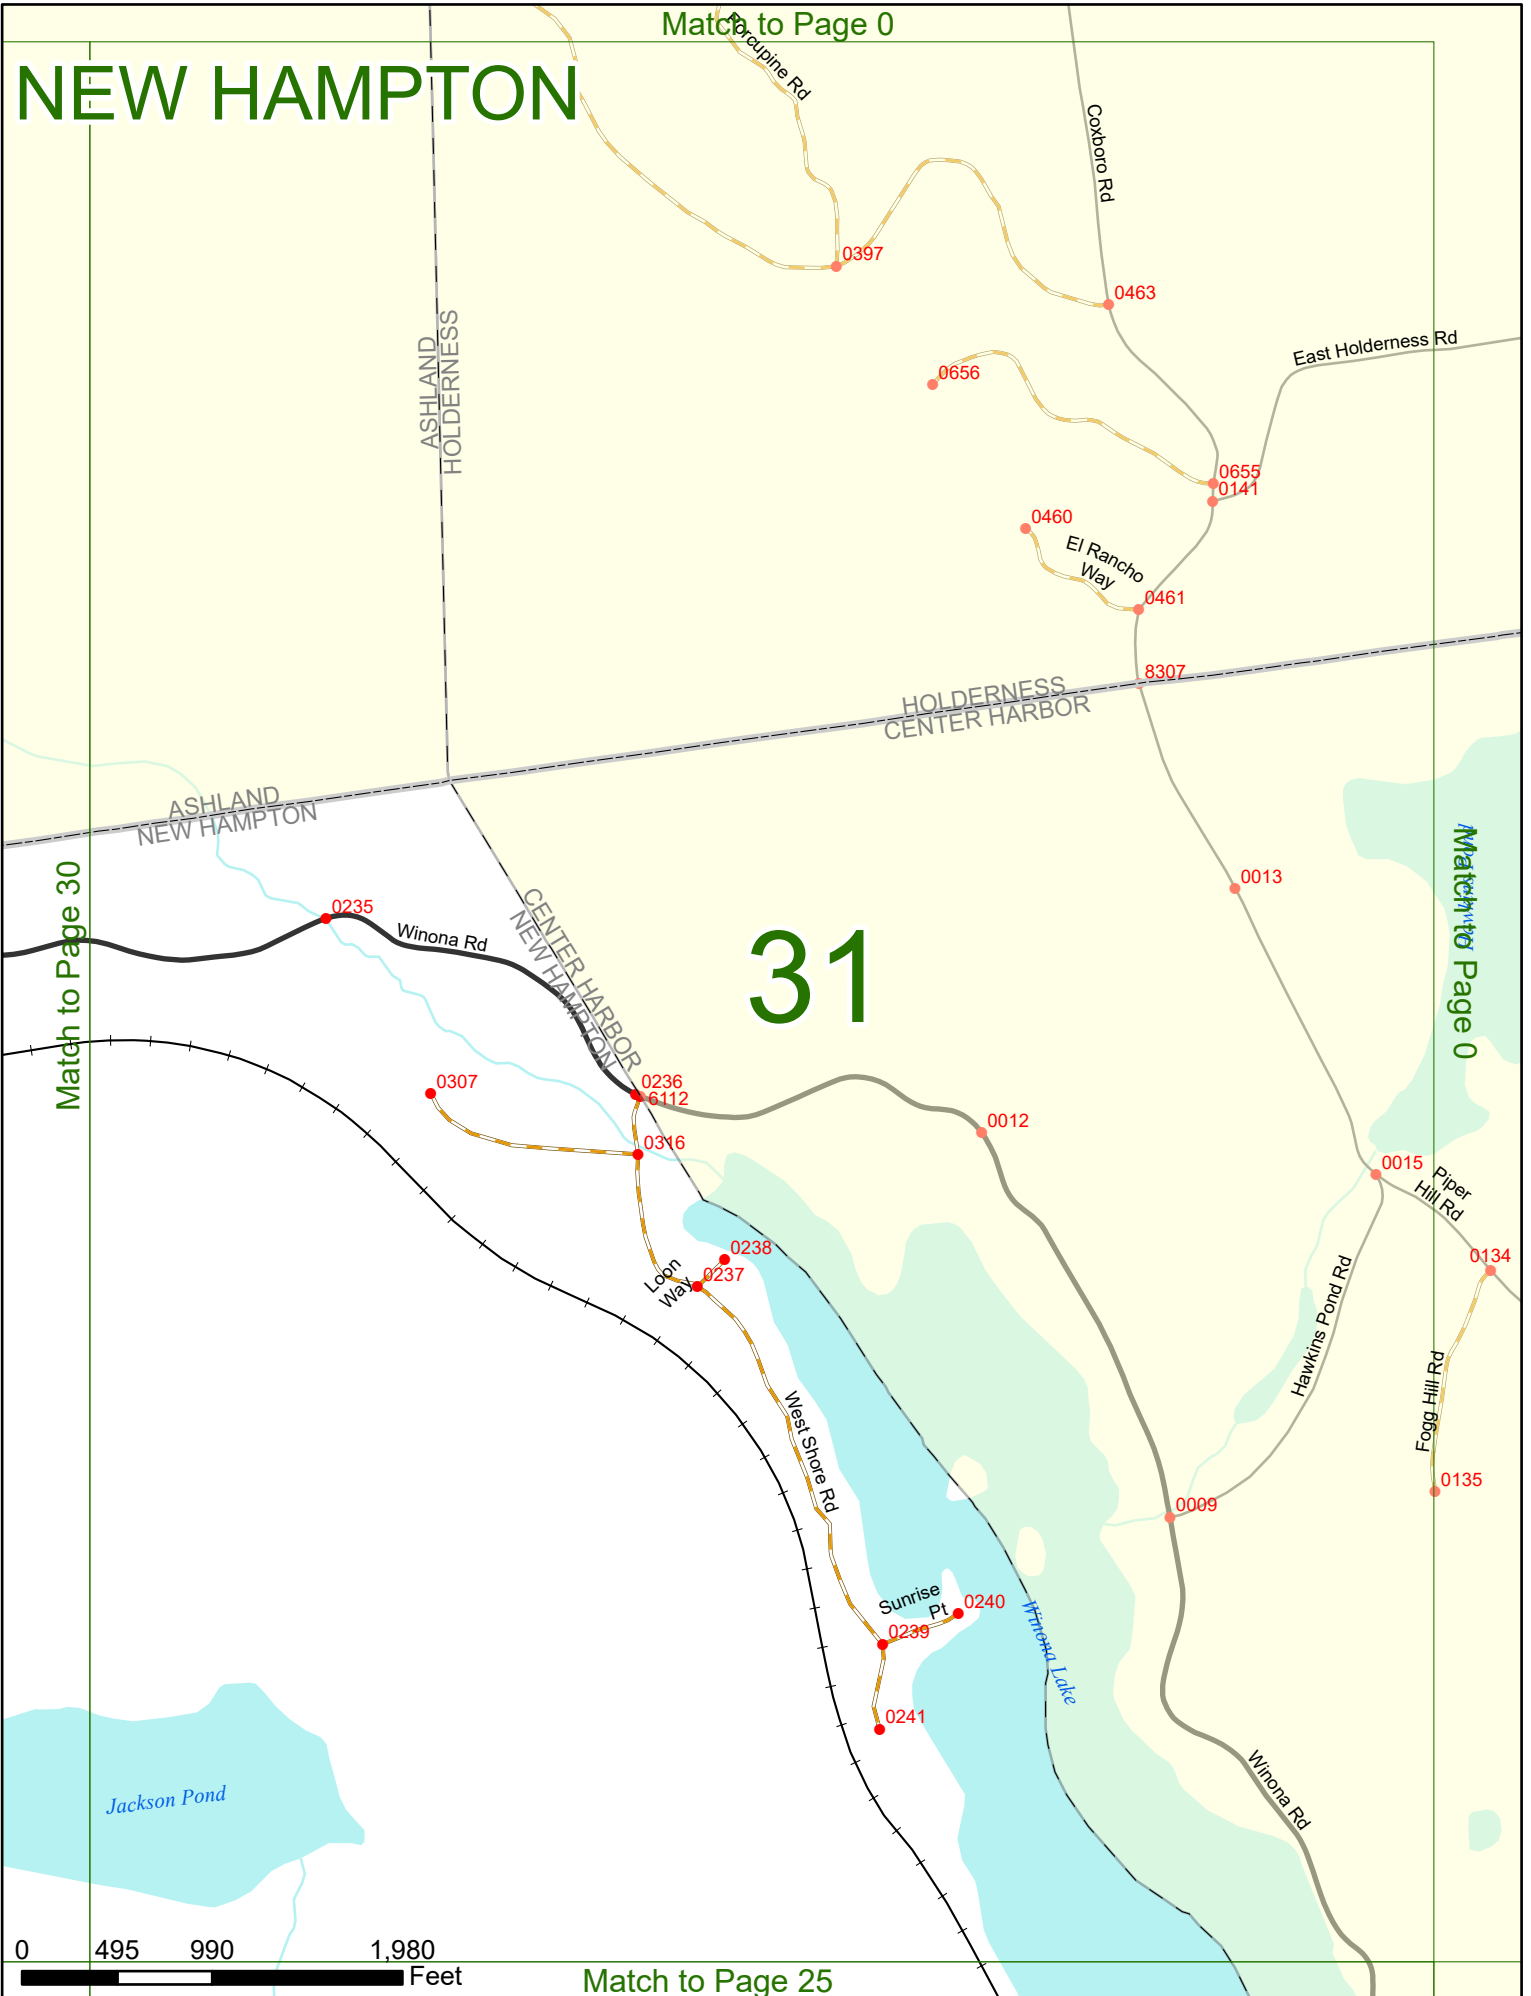 Match to Page 0
NEW HAMPTON
Porcupine Rd
Coxboro Rd
0397
0463
ASHLAND
HOLDERNESS
East Holderness Rd
0656
0655
0141
0460
El Rancho
Way
0461
8307
HOLDERNESS
CENTER HARBOR
ASHLAND
NEW HAMPTON
Match to Page 30
0235
Winona Rd
CENTER HARBOR
NEW HAMPTON
31
0013
Match to Page 0
0307
0236
6112
0316
0012
0015
Piper
Hill Rd
0134
0238
0237
Loon
Way
Hawkins Pond Rd
Fogg Hill Rd
0135
West Shore Rd
0009
Sunrise
Pt
0240
0239
Winona Lake
0241
Winona Rd
Jackson Pond
0 495 990 1,980
Feet
Match to Page 25